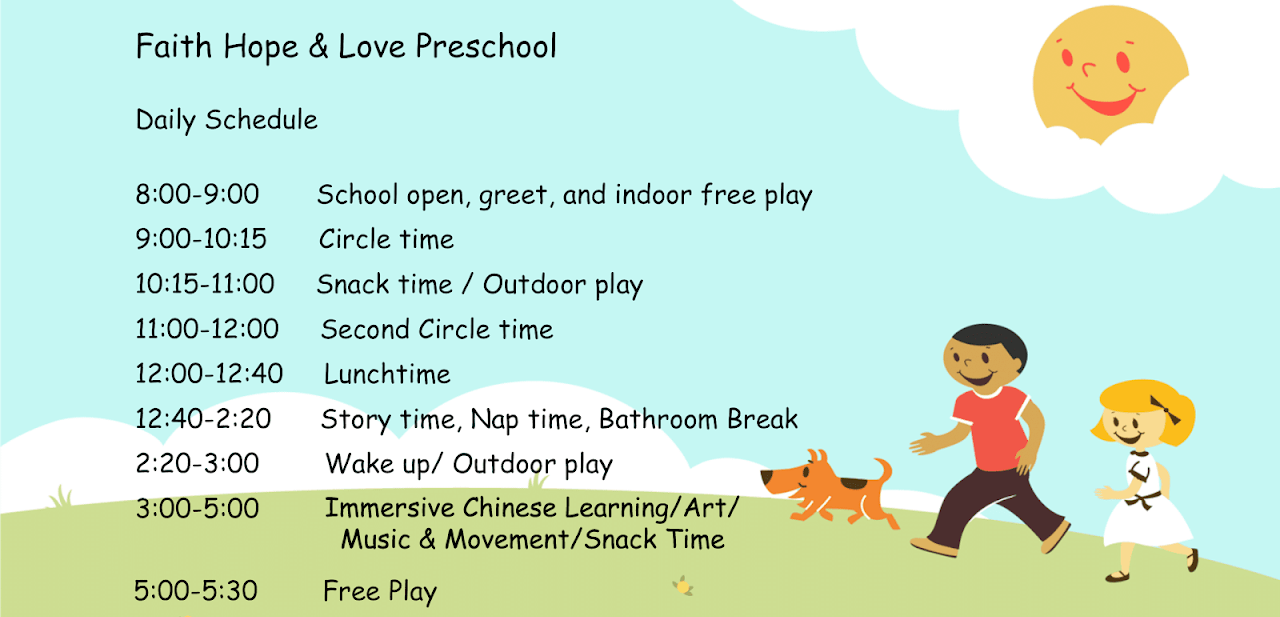 Faith Hope & Love Preschool
Daily Schedule
8:00-9:00 School open, greet, and indoor free play
9:00-10:15 Circle time
10:15-11:00 Snack time / Outdoor play
11:00-12:00 Second Circle time
12:00-12:40 Lunchtime
12:40-2:20 Story time, Nap time, Bathroom Break
2:20-3:00 Wake up/ Outdoor play
3:00-5:00 Immersive Chinese Learning/Art/
Music & Movement/Snack Time
5:00-5:30 Free Play